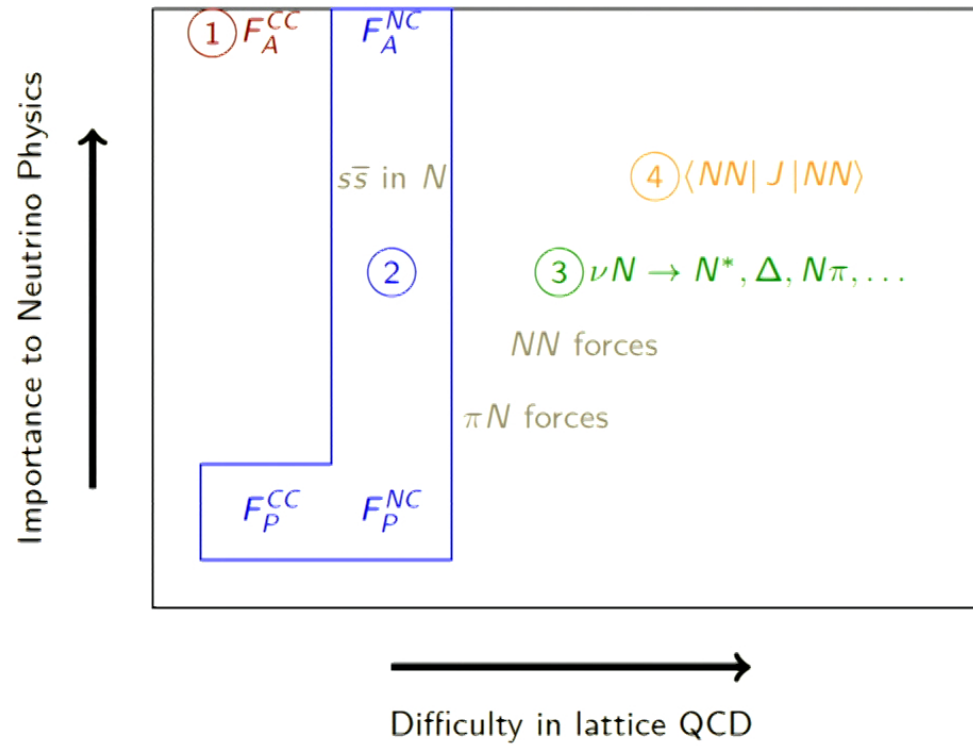 Importance to Neutrino Physics
1 F_A^{CC}
F_A^{NC}
s\overline{s} in N
4 ⟨NN| J |NN⟩
2
3 νN → N*, Δ, Nπ, ...
NN forces
πN forces
F_P^{CC}
F_P^{NC}
Difficulty in lattice QCD